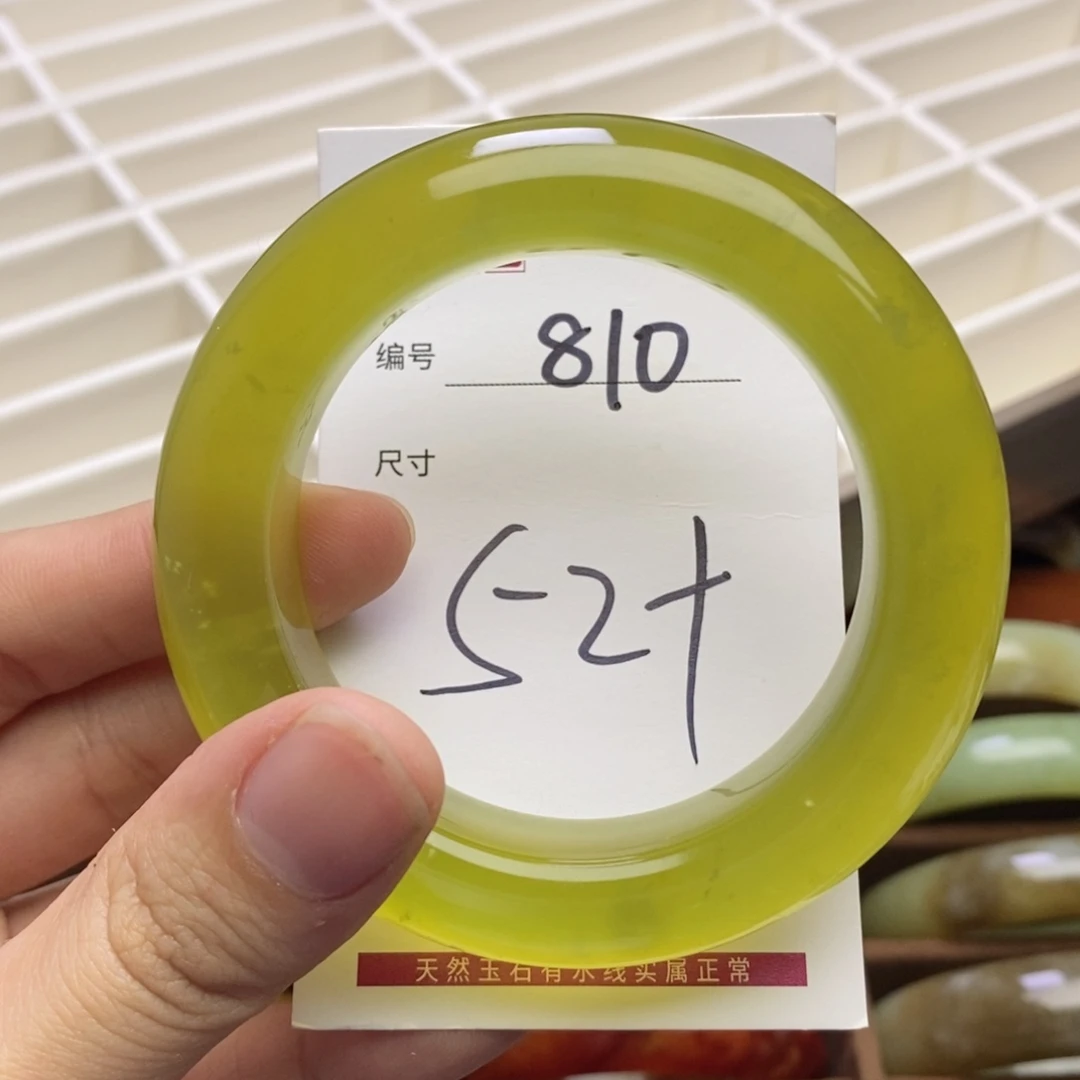 编号 810
尺寸
52+
天然玉石有水线实属正常